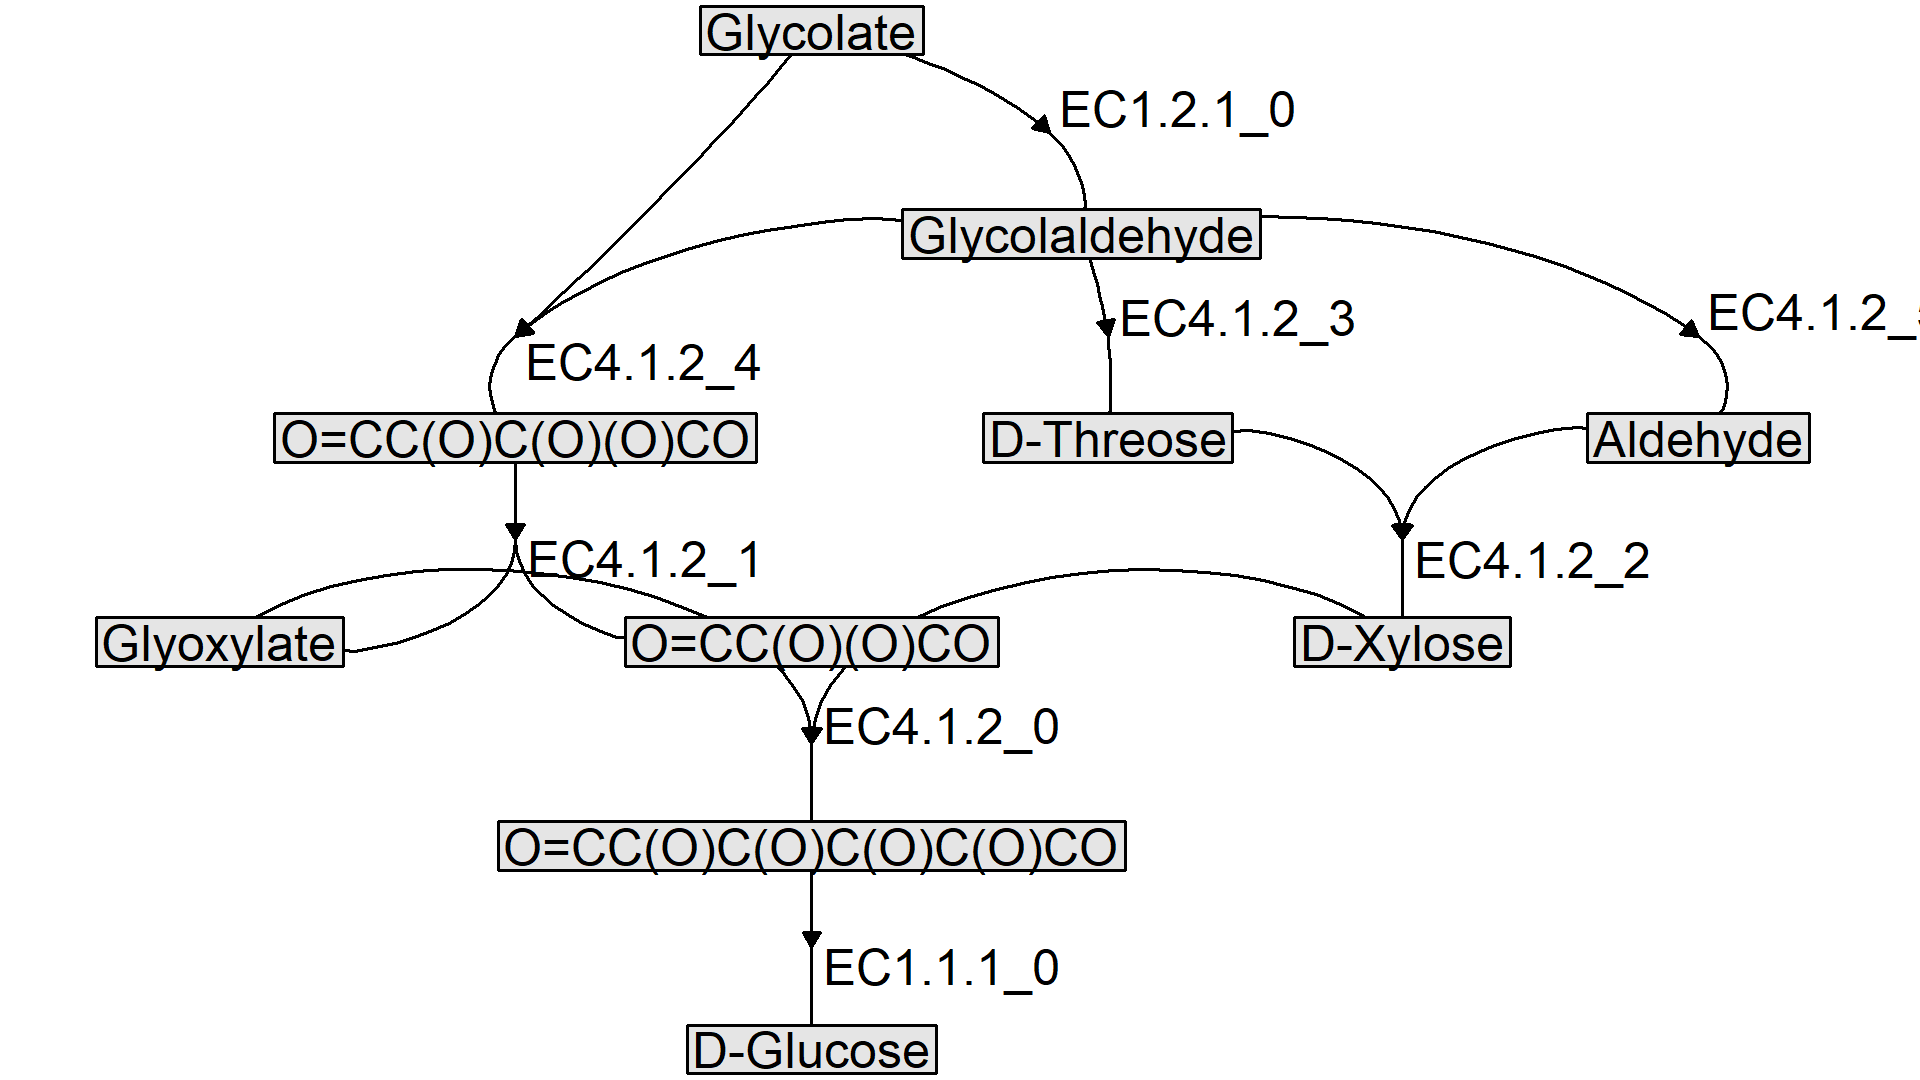 Glycolate
EC1.2.1_0
Glycolaldehyde
EC4.1.2_4
EC4.1.2_3
EC4.1.2_
O=CC(O)C(O)(O)CO
D-Threose
Aldehyde
EC4.1.2_1
EC4.1.2_2
Glyoxylate
O=CC(O)(O)CO
D-Xylose
EC4.1.2_0
O=CC(O)C(O)C(O)C(O)CO
EC1.1.1_0
D-Glucose